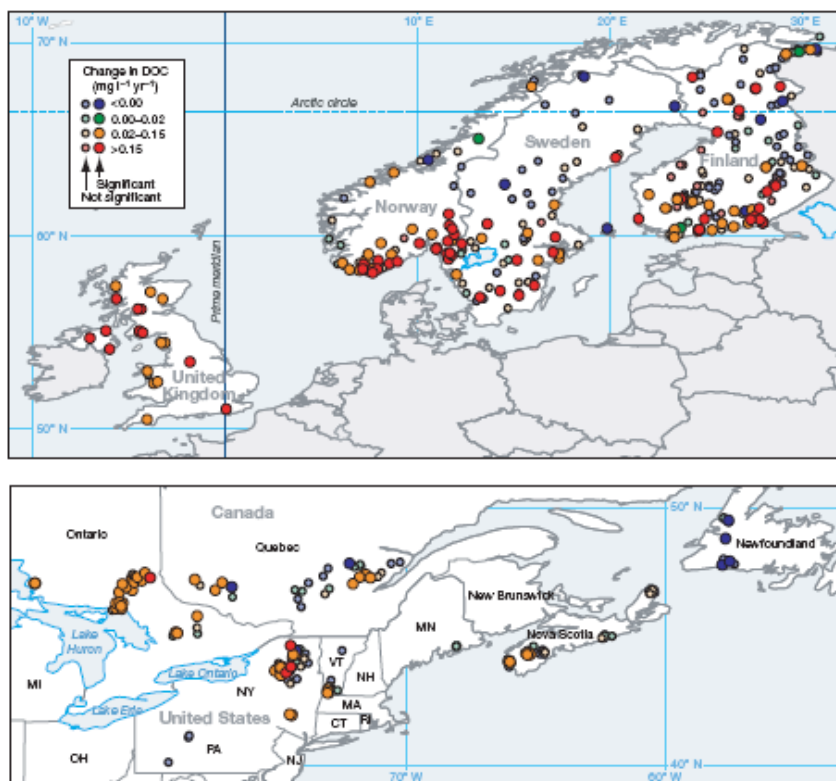 10° W
10° E
20° E
30° E
70° N
Change in DOC
(mg l⁻¹ yr⁻¹)
<0.00
0.00–0.02
0.02–0.15
>0.15
Significant
Not significant
Arctic circle
Sweden
Finland
Norway
60° N
Prime meridian
United
Kingdom
50° N
Canada
50° N
Ontario
Quebec
Newfoundland
New Brunswick
MN
Nova Scotia
Lake
Huron
Lake Ontario
VT
NH
MI
NY
MA
Lake Erie
United States
CT
RI
PA
OH
NJ
70° W
60° W
40° N